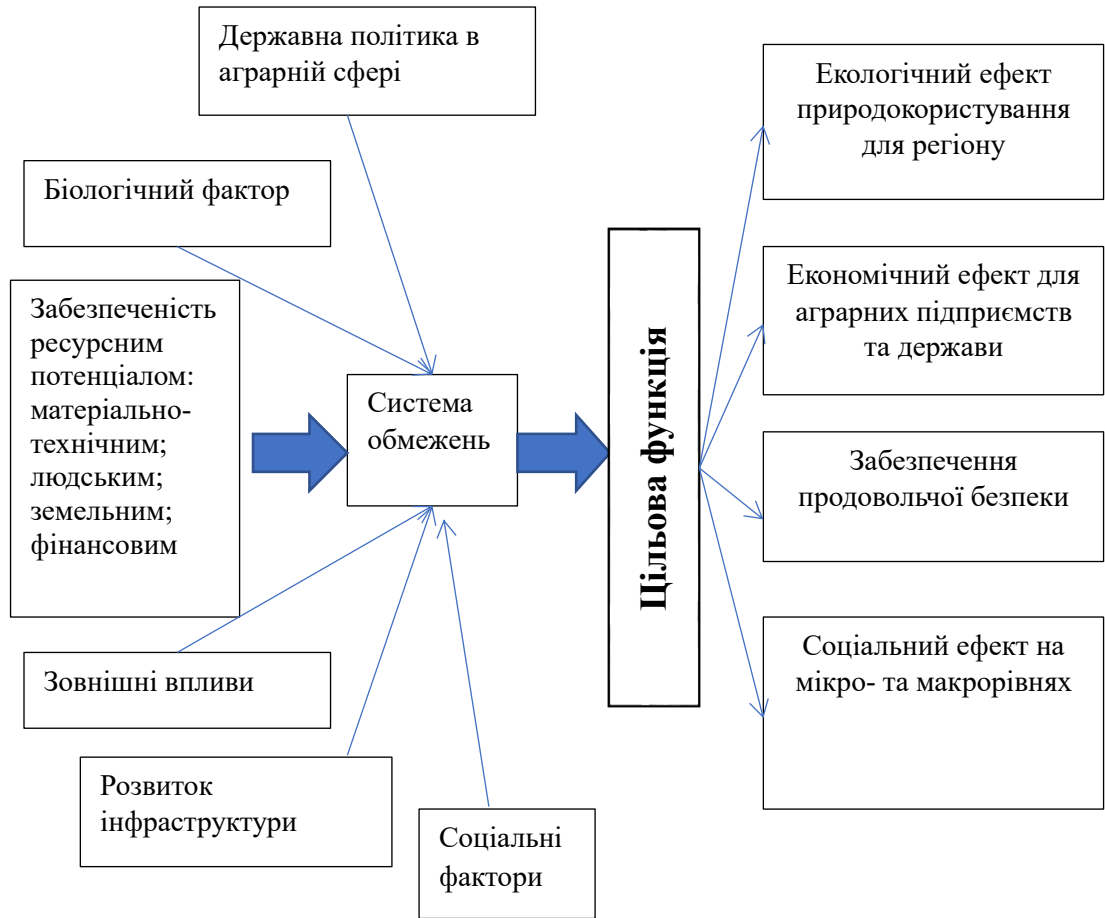 Державна політика в
аграрній сфері
Біологічний фактор
Забезпеченість
ресурсним
потенціалом:
матеріально-
технічним;
людським;
земельним;
фінансовим
Зовнішні впливи
Розвиток
інфраструктури
Соціальні
фактори
Система
обмежень
Цільова функція
Екологічний ефект
природокористування
для регіону
Економічний ефект для
аграрних підприємств
та держави
Забезпечення
продовольчої безпеки
Соціальний ефект на
мікро- та макрорівнях